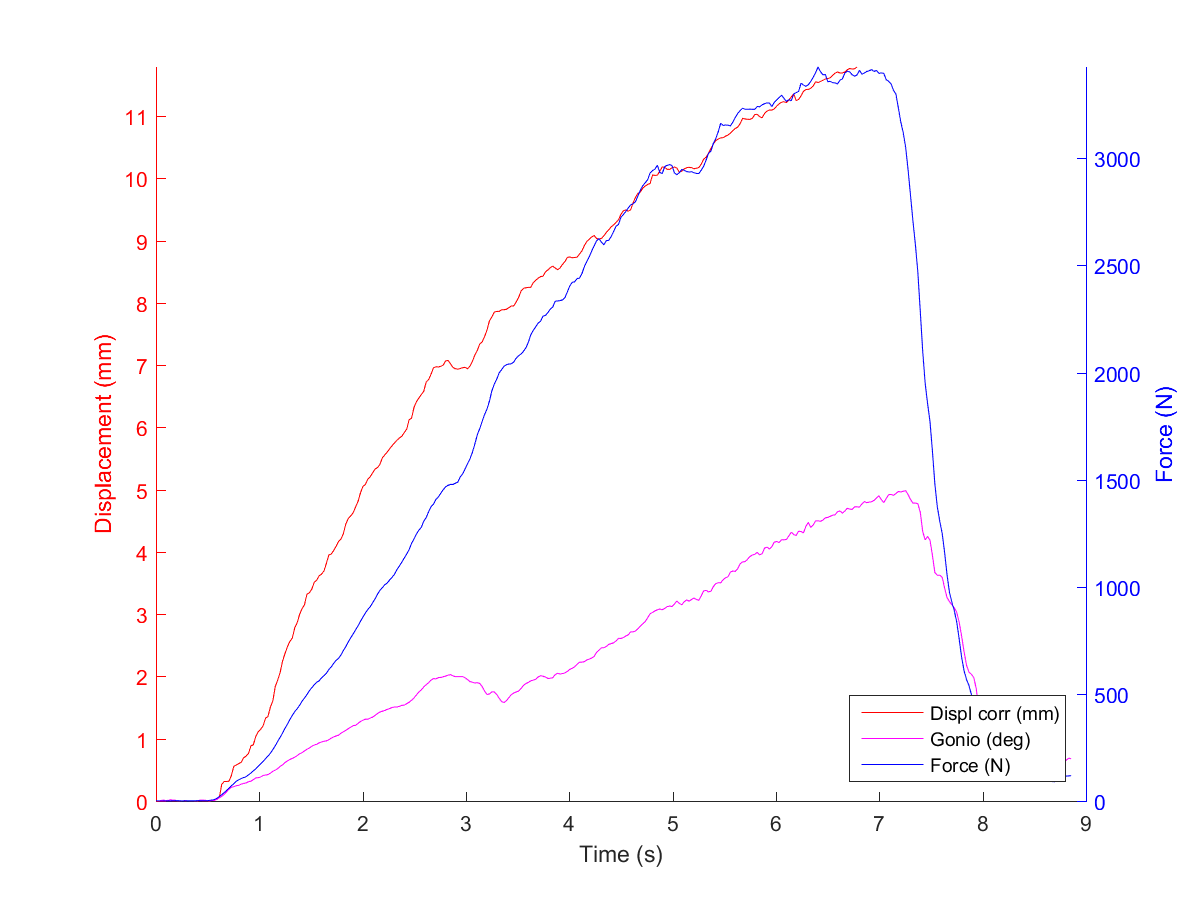 11
10
9
8
7
6
5
4
3
2
1
0
Displacement (mm)
3000
2500
2000
1500
1000
500
0
Force (N)
Displ corr (mm)
Gonio (deg)
Force (N)
0 1 2 3 4 5 6 7 8 9
Time (s)